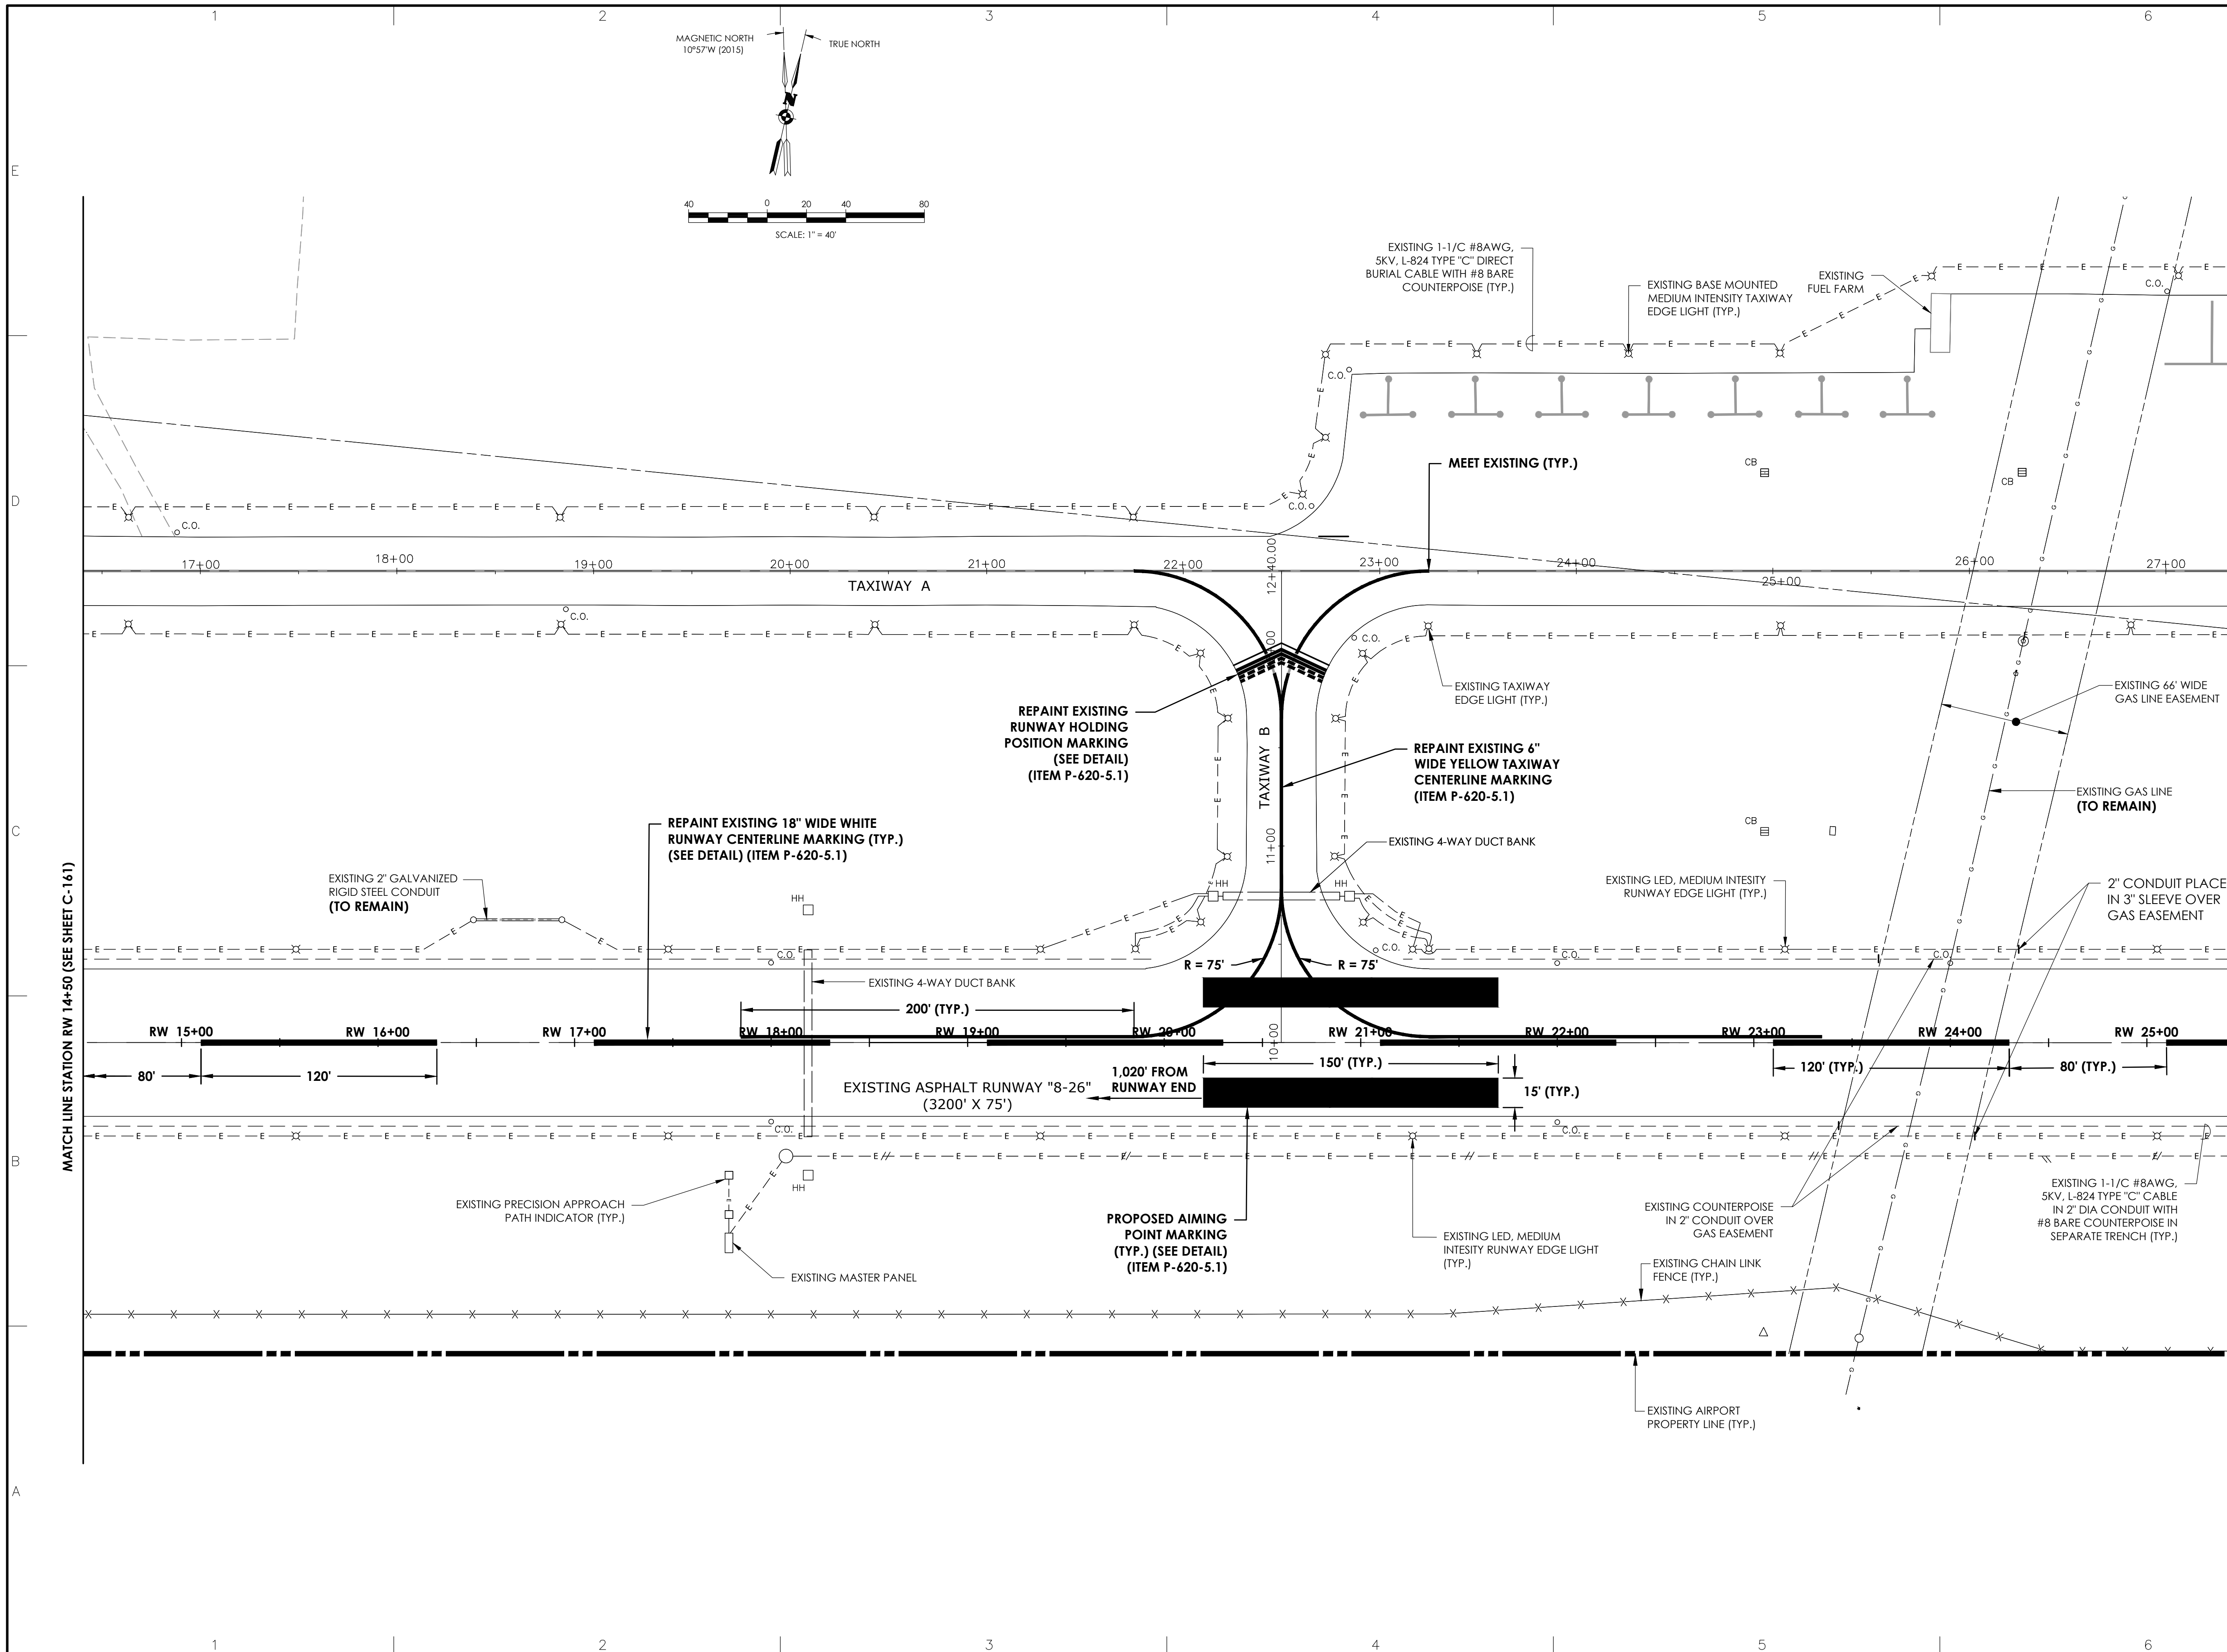 1 2 3 4 5 6
MAGNETIC NORTH
10°57'W (2015)
TRUE NORTH
N
E
40 0 20 40 80
SCALE: 1" = 40'
EXISTING 1-1/C #8AWG,
5KV, L-824 TYPE "C" DIRECT
BURIAL CABLE WITH #8 BARE
COUNTERPOISE (TYP.)
EXISTING BASE MOUNTED
MEDIUM INTENSITY TAXIWAY
EDGE LIGHT (TYP.)
EXISTING
FUEL FARM
C.O.
C.O.
MEET EXISTING (TYP.)
CB
CB
D
C.O.
C.O.
17+00 18+00 19+00 20+00 21+00 22+00 23+00 24+00 25+00 26+00 27+00
12+40.00
TAXIWAY A
C.O.
C.O.
EXISTING TAXIWAY
EDGE LIGHT (TYP.)
EXISTING 66' WIDE
GAS LINE EASEMENT
REPAINT EXISTING
RUNWAY HOLDING
POSITION MARKING
(SEE DETAIL)
(ITEM P-620-5.1)
TAXIWAY B
REPAINT EXISTING 6"
WIDE YELLOW TAXIWAY
CENTERLINE MARKING
(ITEM P-620-5.1)
EXISTING GAS LINE
(TO REMAIN)
C
REPAINT EXISTING 18" WIDE WHITE
RUNWAY CENTERLINE MARKING (TYP.)
(SEE DETAIL) (ITEM P-620-5.1)
11+00
EXISTING 4-WAY DUCT BANK
CB
MATCH LINE STATION RW 14+50 (SEE SHEET C-161)
EXISTING 2" GALVANIZED
RIGID STEEL CONDUIT
(TO REMAIN)
HH
HH
HH
EXISTING LED, MEDIUM INTESITY
RUNWAY EDGE LIGHT (TYP.)
2" CONDUIT PLACE
IN 3" SLEEVE OVER
GAS EASEMENT
C.O.
C.O.
C.O.
C.O.
R = 75'
R = 75'
EXISTING 4-WAY DUCT BANK
200' (TYP.)
RW 15+00 RW 16+00 RW 17+00 RW 18+00 RW 19+00 RW 20+00 RW 21+00 RW 22+00 RW 23+00 RW 24+00 RW 25+00
10+00
80'
120'
150' (TYP.)
120' (TYP.)
80' (TYP.)
1,020' FROM
RUNWAY END
EXISTING ASPHALT RUNWAY "8-26"
(3200' X 75')
15' (TYP.)
C.O.
C.O.
B
HH
EXISTING PRECISION APPROACH
PATH INDICATOR (TYP.)
EXISTING MASTER PANEL
PROPOSED AIMING
POINT MARKING
(TYP.) (SEE DETAIL)
(ITEM P-620-5.1)
EXISTING LED, MEDIUM
INTESITY RUNWAY EDGE LIGHT
(TYP.)
EXISTING COUNTERPOISE
IN 2" CONDUIT OVER
GAS EASEMENT
EXISTING 1-1/C #8AWG,
5KV, L-824 TYPE "C" CABLE
IN 2" DIA CONDUIT WITH
#8 BARE COUNTERPOISE IN
SEPARATE TRENCH (TYP.)
EXISTING CHAIN LINK
FENCE (TYP.)
EXISTING AIRPORT
PROPERTY LINE (TYP.)
A
1 2 3 4 5 6